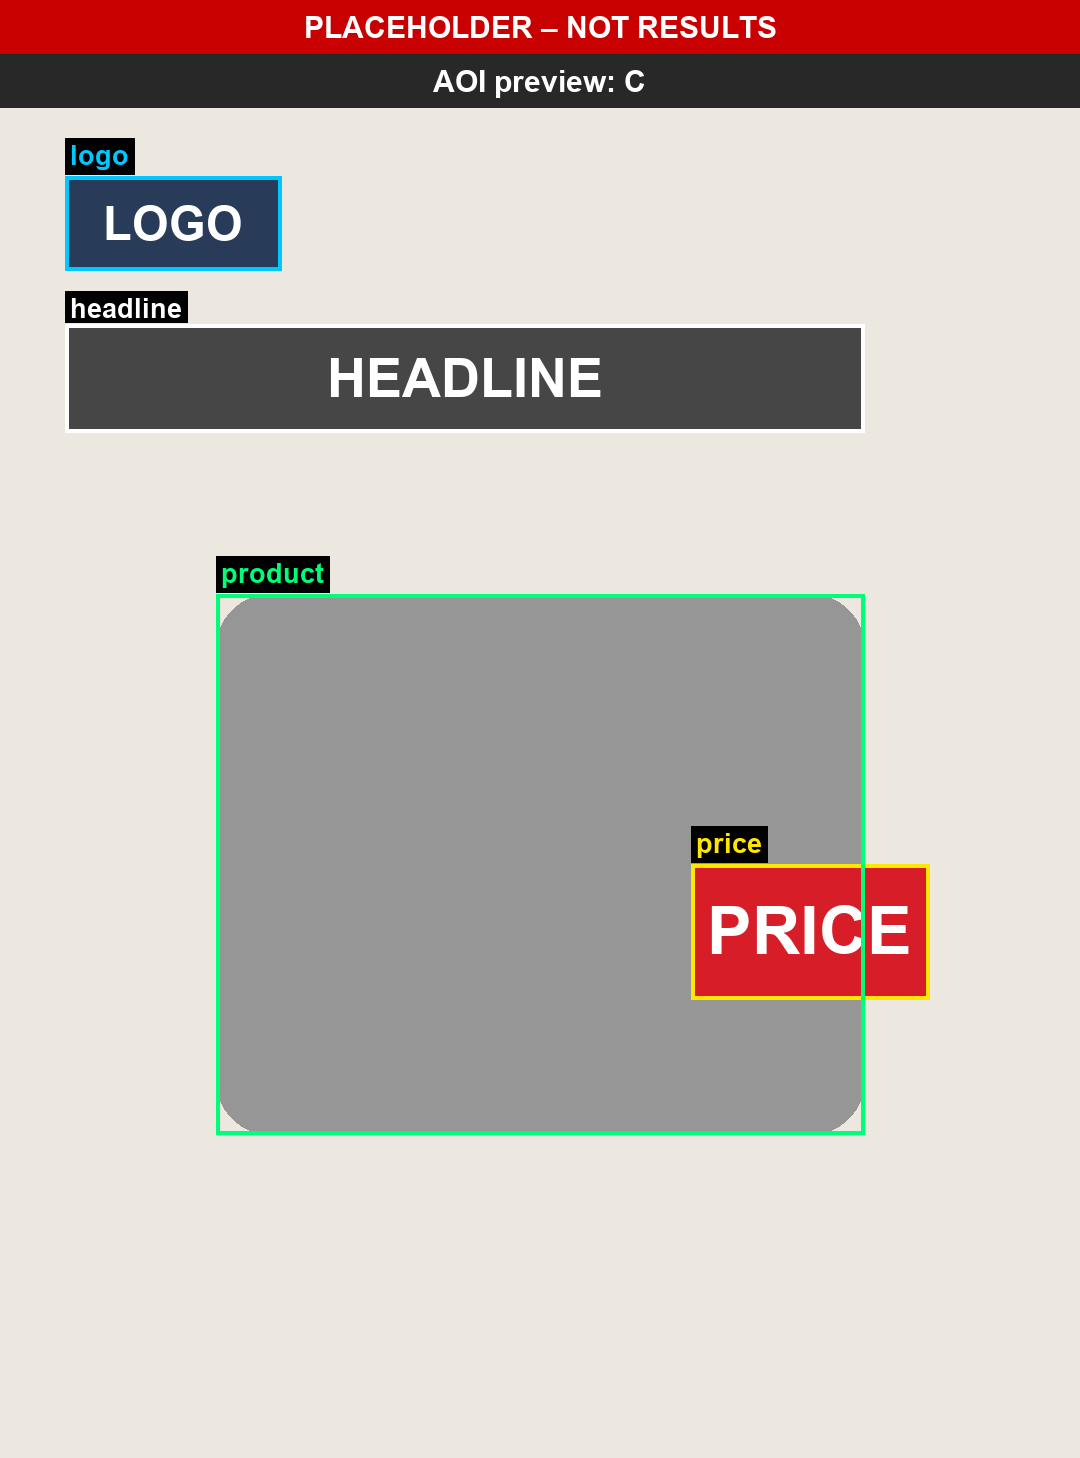 PLACEHOLDER – NOT RESULTS
AOI preview: C
logo
LOGO
headline
HEADLINE
product
price
PRICE